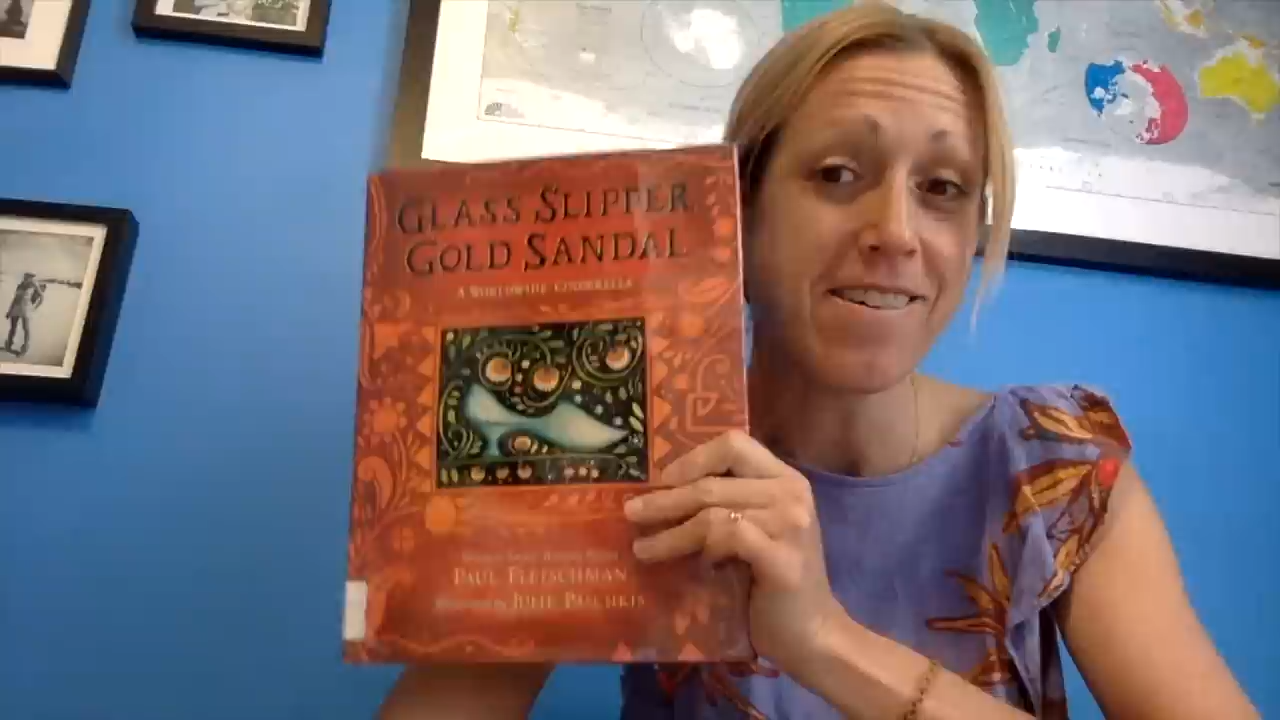 GLASS SLIPPER
GOLD SANDAL
A WORLDWIDE CINDERELLA
PAUL FLEISCHMAN
JULIE PASCHKIS